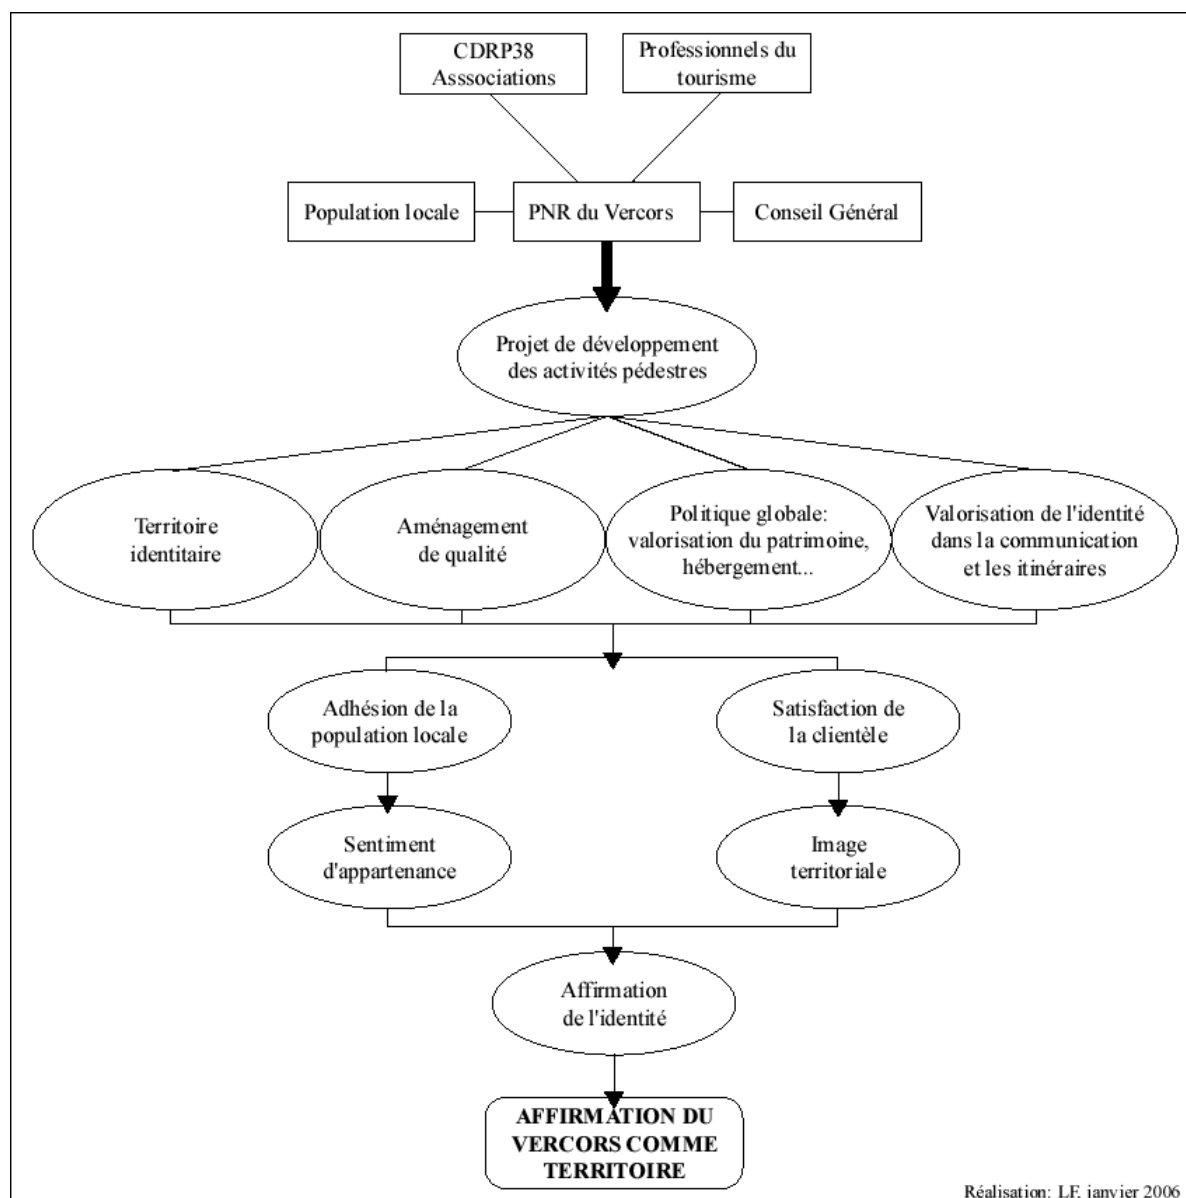 CDRP38
Asssociations
Professionnels du
tourisme
Population locale
PNR du Vercors
Conseil Général
Projet de développement
des activités pédestres
Territoire
identitaire
Aménagement
de qualité
Politique globale:
valorisation du patrimoine,
hébergement...
Valorisation de l'identité
dans la communication
et les itinéraires
Adhésion de la
population locale
Satisfaction de
la clientèle
Sentiment
d'appartenance
Image
territoriale
Affirmation
de l'identité
AFFIRMATION DU
VERCORS COMME
TERRITOIRE
Réalisation: LF, janvier 2006